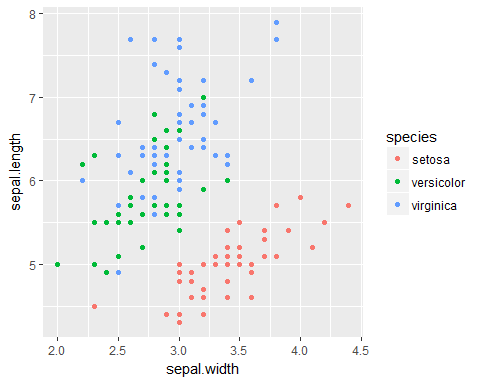 8
7
6
5
sepal.length
2.0 2.5 3.0 3.5 4.0 4.5
sepal.width
species
setosa
versicolor
virginica